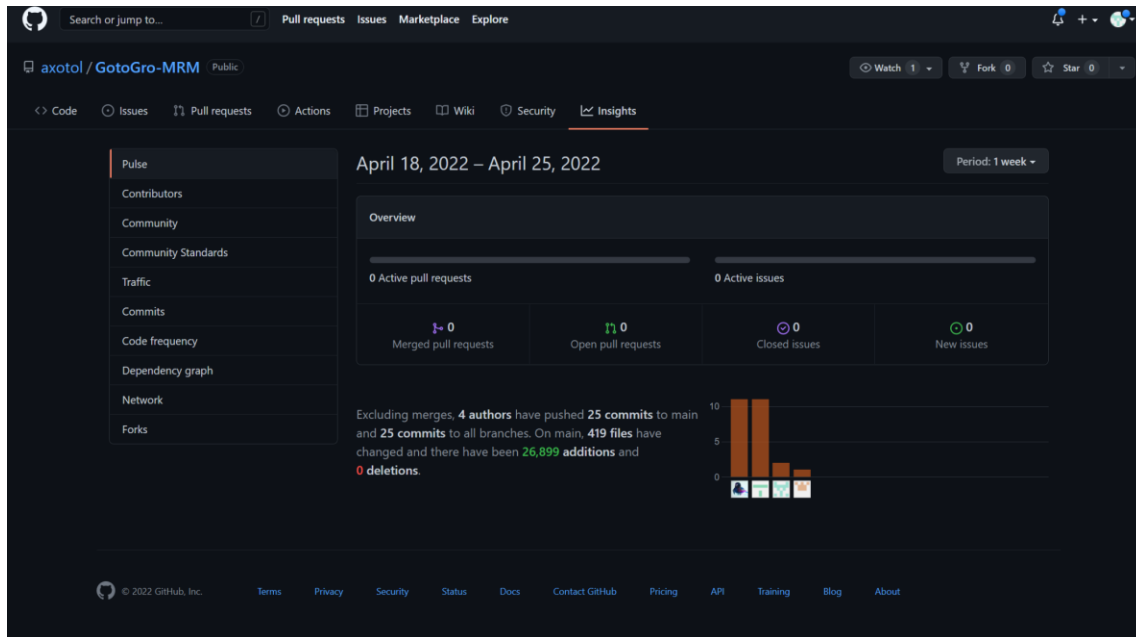 Search or jump to... / Pull requests Issues Marketplace Explore
axotol / GotoGro-MRM Public Watch 1 Fork 0 Star 0
Code Issues Pull requests Actions Projects Wiki Security Insights
Pulse
Contributors
Community
Community Standards
Traffic
Commits
Code frequency
Dependency graph
Network
Forks
April 18, 2022 – April 25, 2022 Period: 1 week
Overview
0 Active pull requests 0 Active issues
0 0 0 0
Merged pull requests Open pull requests Closed issues New issues
Excluding merges, 4 authors have pushed 25 commits to main
and 25 commits to all branches. On main, 419 files have
changed and there have been 26,899 additions and
0 deletions.
10
5
0
© 2022 GitHub, Inc. Terms Privacy Security Status Docs Contact GitHub Pricing API Training Blog About